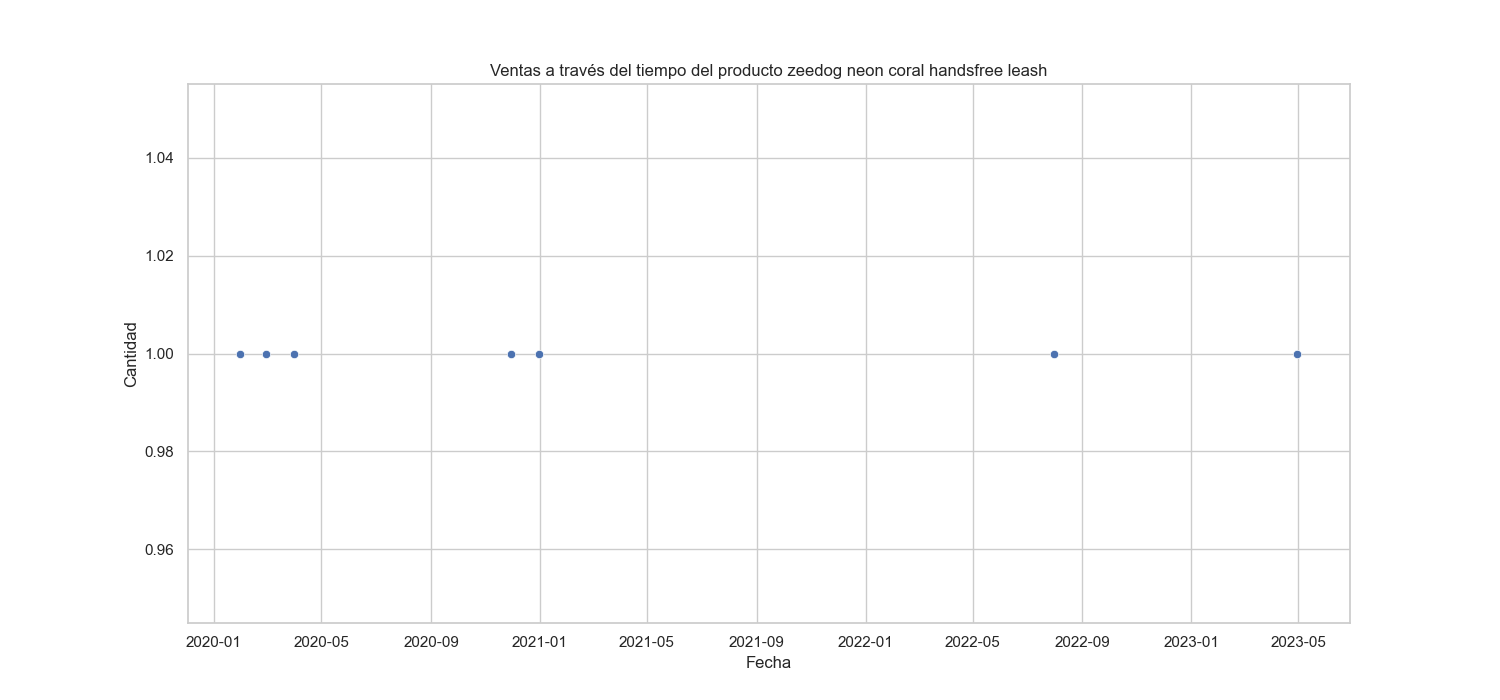 Ventas a través del tiempo del producto zeedog neon coral handsfree leash
1.04
1.02
1.00
0.98
0.96
Cantidad
2020-01 2020-05 2020-09 2021-01 2021-05 2021-09 2022-01 2022-05 2022-09 2023-01 2023-05
Fecha